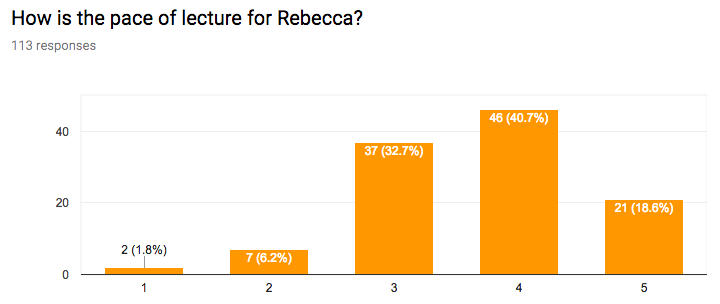 How is the pace of lecture for Rebecca?
113 responses
40
20
0
2 (1.8%)
7 (6.2%)
37 (32.7%)
46 (40.7%)
21 (18.6%)
1 2 3 4 5